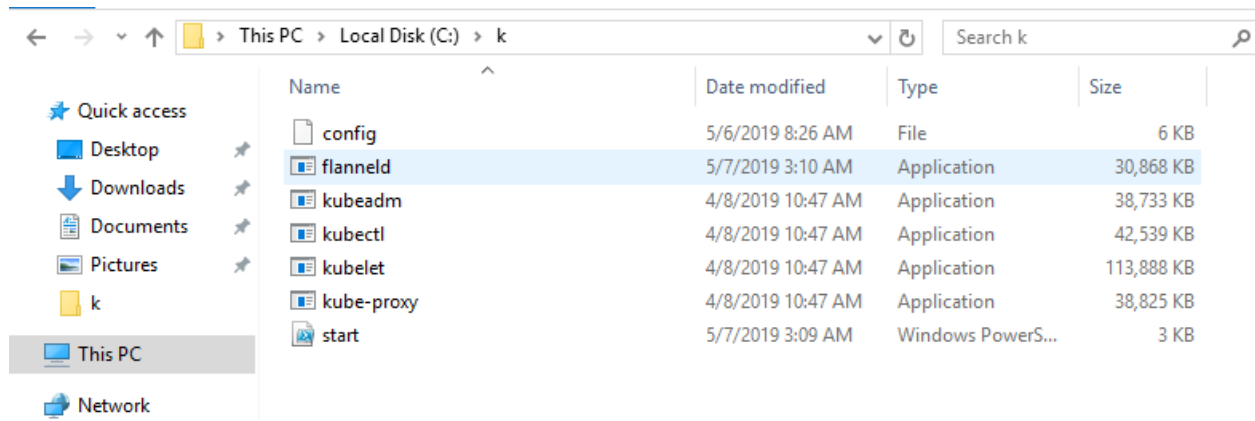 This PC > Local Disk (C:) > k
Search k
Name Date modified Type Size
Quick access
Desktop
Downloads
Documents
Pictures
k
This PC
Network
config 5/6/2019 8:26 AM File 6 KB
flanneld 5/7/2019 3:10 AM Application 30,868 KB
kubeadm 4/8/2019 10:47 AM Application 38,733 KB
kubectl 4/8/2019 10:47 AM Application 42,539 KB
kubelet 4/8/2019 10:47 AM Application 113,888 KB
kube-proxy 4/8/2019 10:47 AM Application 38,825 KB
start 5/7/2019 3:09 AM Windows PowerS... 3 KB